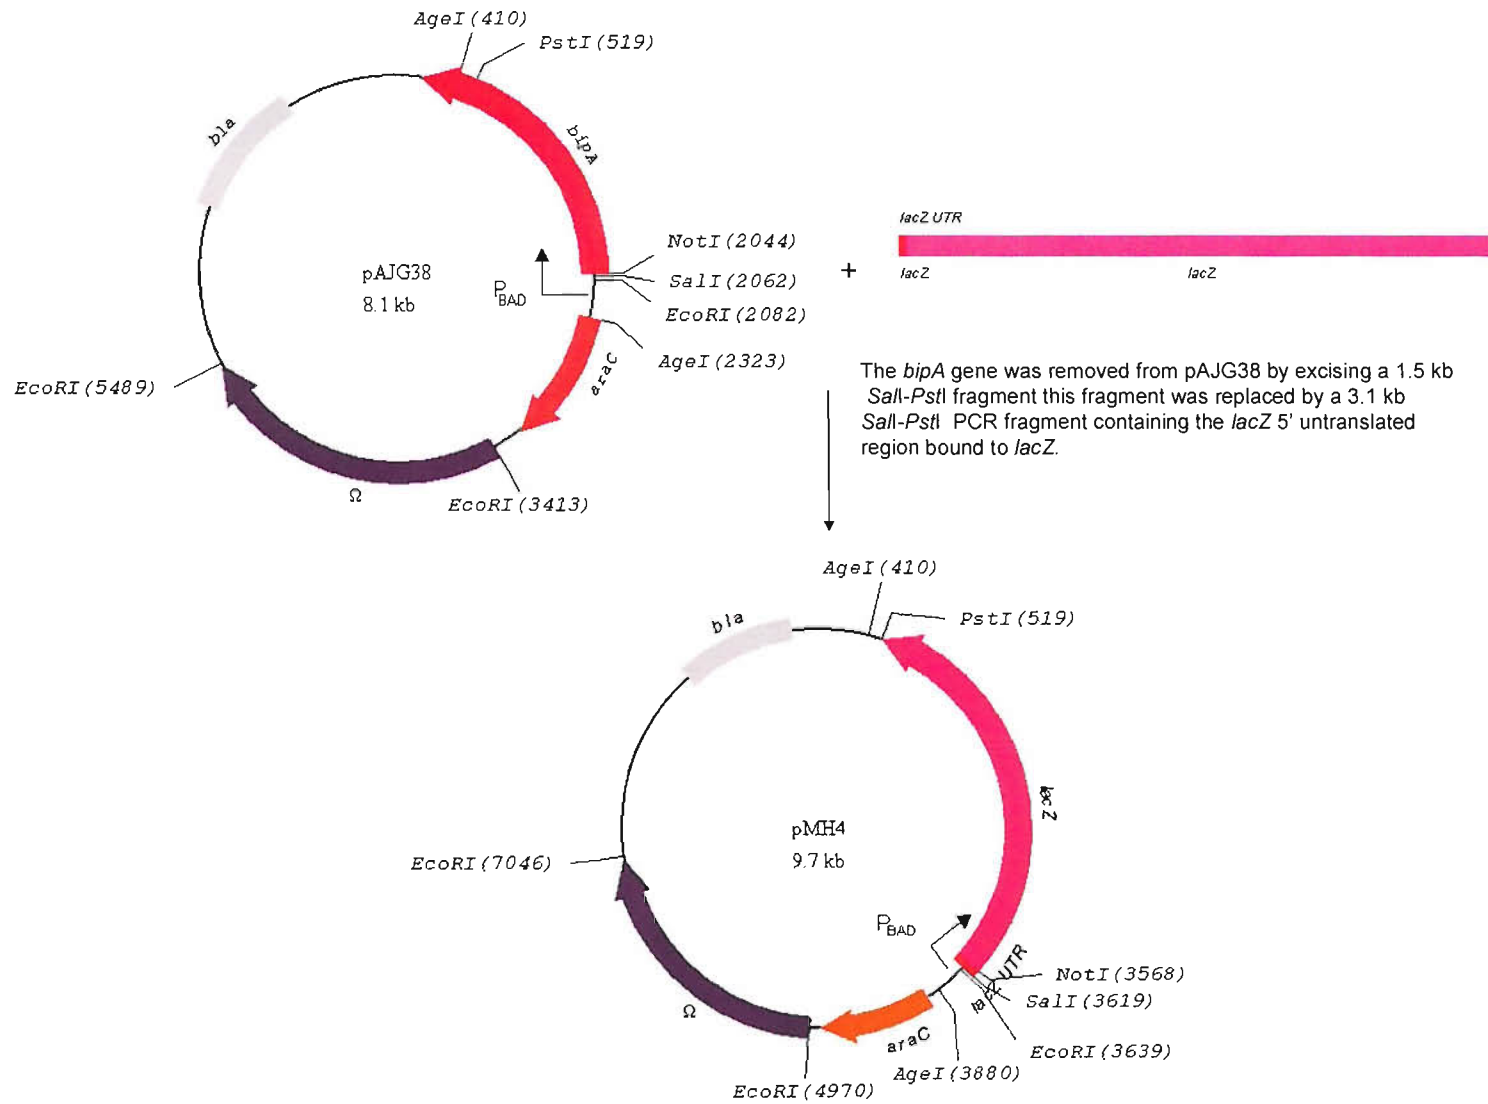 AgeI(410)
PstI(519)
bla
bipA
NotI(2044)
pAJG38
8.1 kb
PBAD
SalI(2062)
EcoRI(2082)
AgeI(2323)
araC
EcoRI(5489)
Ω
EcoRI(3413)
lacZ UTR
+
lacZ
lacZ
The bipA gene was removed from pAJG38 by excising a 1.5 kb
SalI-PstI fragment this fragment was replaced by a 3.1 kb
SalI-PstI PCR fragment containing the lacZ 5' untranslated
region bound to lacZ.
AgeI(410)
bla
PstI(519)
lacZ
pMH4
9.7 kb
EcoRI(7046)
PBAD
lacZ UTR
NotI(3568)
SalI(3619)
Ω
araC
EcoRI(3639)
AgeI(3880)
EcoRI(4970)